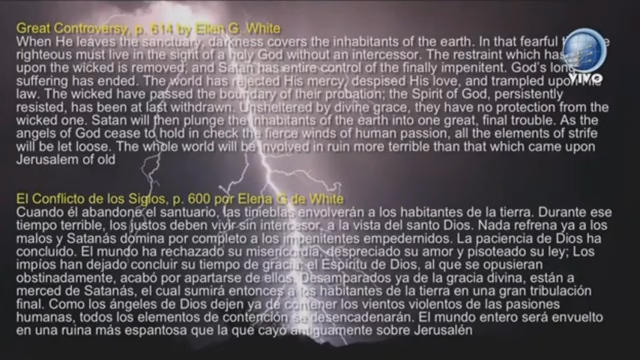 Great Controversy, p. 614 by Ellen G. White
When He leaves the sanctuary, darkness covers the inhabitants of the earth. In that fearful
righteous must live in the sight of a holy God without an intercessor. The restraint which has
upon the wicked is removed, and Satan has entire control of the finally impenitent. God's long
suffering has ended. The world has rejected His mercy, despised His love, and trampled upon
law. The wicked have passed the boundary of their probation; the Spirit of God, persistently
resisted, has been at last withdrawn. Unsheltered by divine grace, they have no protection from the
wicked one. Satan will then plunge the inhabitants of the earth into one great, final trouble. As the
angels of God cease to hold in check the fierce winds of human passion, all the elements of strife
will be let loose. The whole world will be involved in ruin more terrible than that which came upon
Jerusalem of old
VIVO
El Conflicto de los Siglos, p. 600 por Elena G de White
Cuando él abandone el santuario, las tinieblas envolverán a los habitantes de la tierra. Durante ese
tiempo terrible, los justos deben vivir sin intercesor, a la vista del santo Dios. Nada refrena ya a los
malos y Satanás domina por completo a los impenitentes empedernidos. La paciencia de Dios ha
concluído. El mundo ha rechazado su misericordia, despreciado su amor y pisoteado su ley; Los
impíos han dejado concluir su tiempo de gracia; el Espíritu de Dios, al que se opusieran
obstinadamente, acabó por apartarse de ellos. Desamparados ya de la gracia divina, están a
merced de Satanás, el cual sumirá entonces a los habitantes de la tierra en una gran tribulación
final. Como los ángeles de Dios dejen ya de contener los vientos violentos de las pasiones
humanas, todos los elementos de contención se desencadenarán. El mundo entero será envuelto
en una ruina más espantosa que la que cayó antiguamente sobre Jerusalén